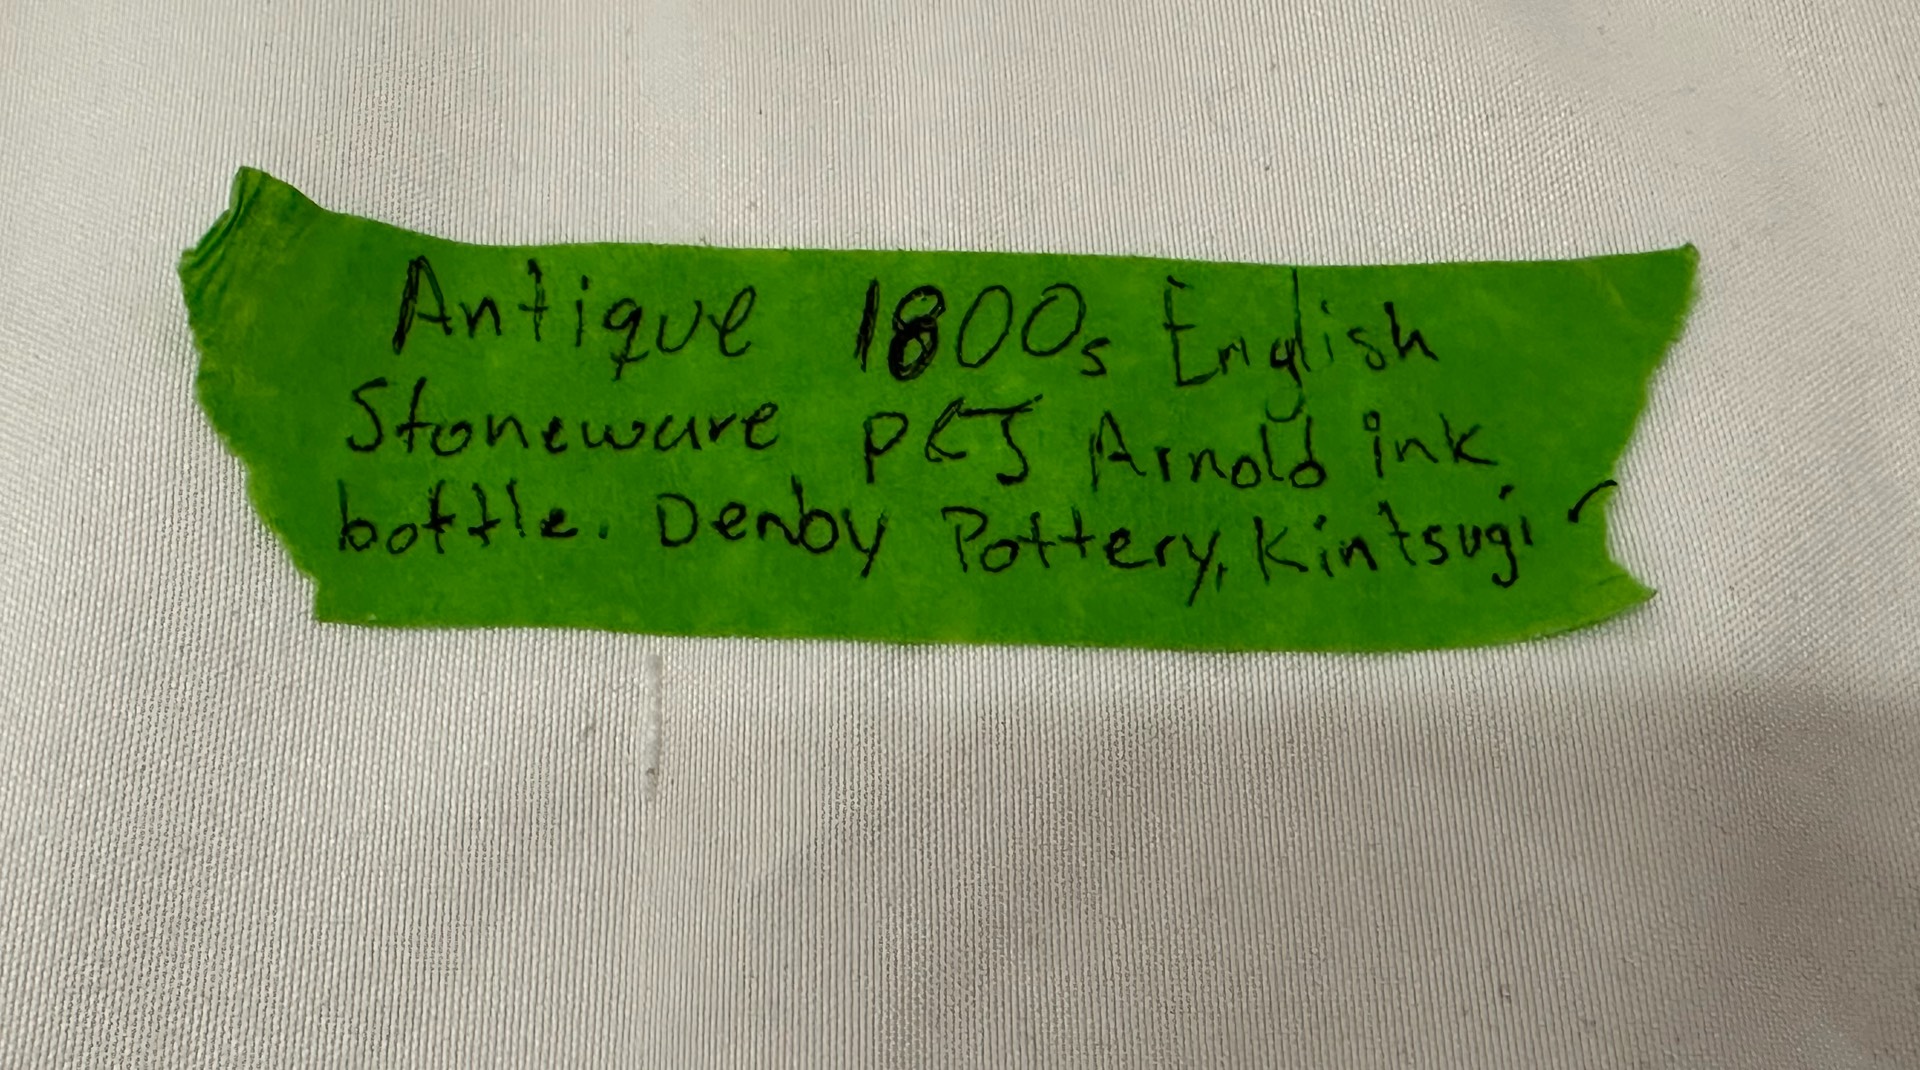 Antique 1800s English
Stoneware P&J Arnold ink
bottle. Denby Pottery, Kintsugi